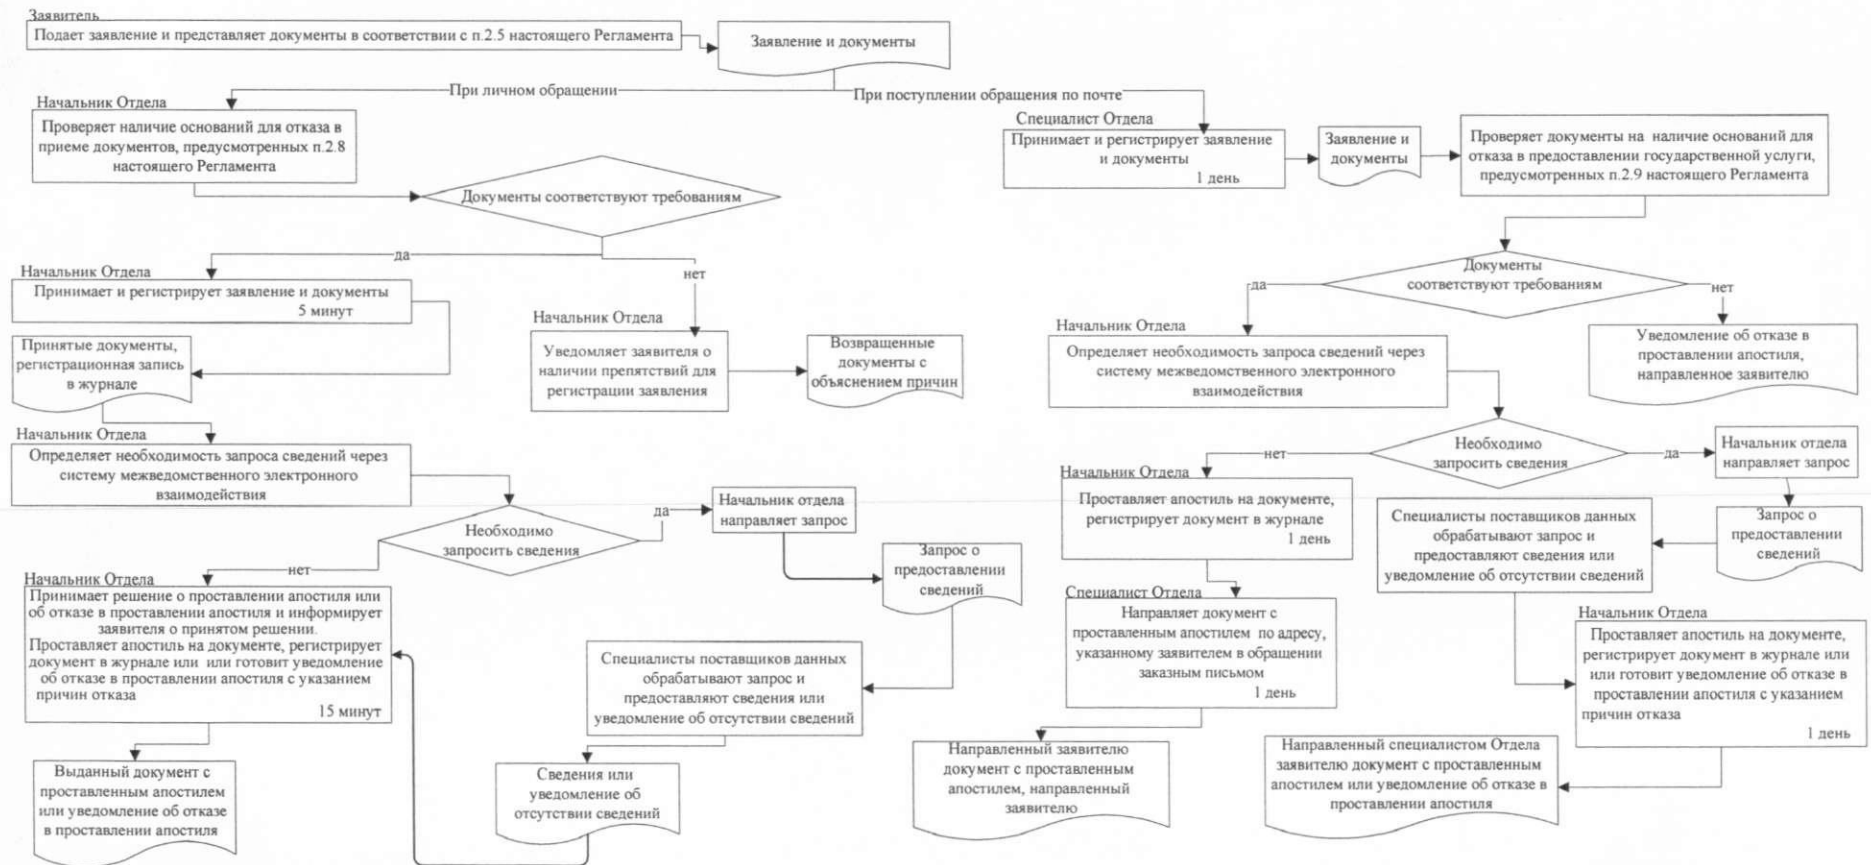 Заявитель
Подает заявление и представляет документы в соответствии с п.2.5 настоящего Регламента
Заявление и документы
При личном обращении
При поступлении обращения по почте
Начальник Отдела
Проверяет наличие оснований для отказа в
приеме документов, предусмотренных п.2.8
настоящего Регламента
Документы соответствуют требованиям
да
нет
Начальник Отдела
Принимает и регистрирует заявление и документы
5 минут
Принятые документы,
регистрационная запись
в журнале
Начальник Отдела
Уведомляет заявителя о
наличии препятствий для
регистрации заявления
Возвращенные
документы с
объяснением причин
Начальник Отдела
Определяет необходимость запроса сведений через
систему межведомственного электронного
взаимодействия
Необходимо
запросить сведения
да
нет
Начальник отдела
направляет запрос
Запрос о
предоставлении
сведений
Специалисты поставщиков данных
обрабатывают запрос и
предоставляют сведения или
уведомление об отсутствии сведений
Сведения или
уведомление об
отсутствии сведений
Начальник Отдела
Принимает решение о проставлении апостиля или
об отказе в проставлении апостиля и информирует
заявителя о принятом решении.
Проставляет апостиль на документе, регистрирует
документ в журнале или или готовит уведомление
об отказе в проставлении апостиля с указанием
причин отказа
15 минут
Выданный документ с
проставленным апостилем
или уведомление об отказе
в проставлении апостиля
Специалист Отдела
Принимает и регистрирует заявление
и документы
1 день
Заявление и
документы
Проверяет документы на наличие оснований для
отказа в предоставлении государственной услуги,
предусмотренных п.2.9 настоящего Регламента
Документы
соответствуют требованиям
да
нет
Уведомление об отказе в
проставлении апостиля,
направленное заявителю
Начальник Отдела
Определяет необходимость запроса сведений через
систему межведомственного электронного
взаимодействия
Необходимо
запросить сведения
нет
да
Начальник отдела
направляет запрос
Запрос о
предоставлении
сведений
Специалисты поставщиков данных
обрабатывают запрос и
предоставляют сведения или
уведомление об отсутствии сведений
Начальник Отдела
Проставляет апостиль на документе,
регистрирует документ в журнале
1 день
Специалист Отдела
Направляет документ с
проставленным апостилем по адресу,
указанному заявителем в обращении
заказным письмом
1 день
Направленный заявителю
документ с проставленным
апостилем, направленный
заявителю
Начальник Отдела
Проставляет апостиль на документе,
регистрирует документ в журнале или
или готовит уведомление об отказе в
проставлении апостиля с указанием
причин отказа
1 день
Направленный специалистом Отдела
заявителю документ с проставленным
апостилем или уведомление об отказе в
проставлении апостиля